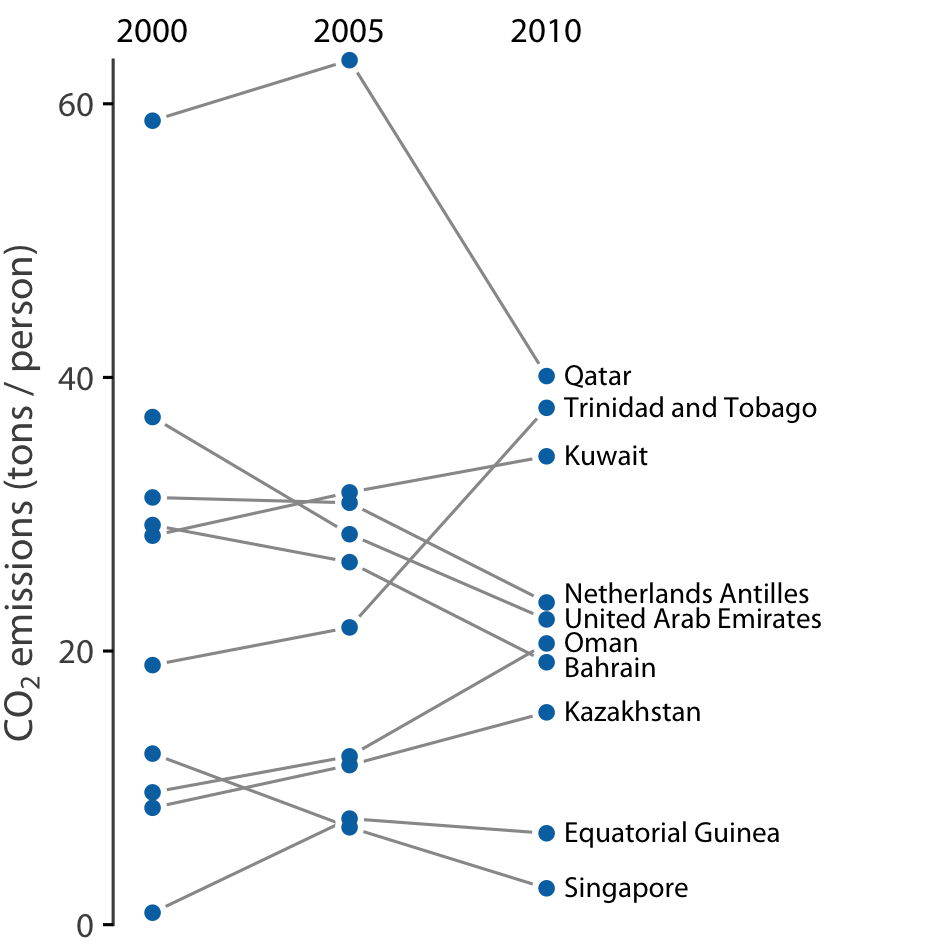 2000 2005 2010
60
40
20
0
CO₂ emissions (tons / person)
Qatar
Trinidad and Tobago
Kuwait
Netherlands Antilles
United Arab Emirates
Oman
Bahrain
Kazakhstan
Equatorial Guinea
Singapore